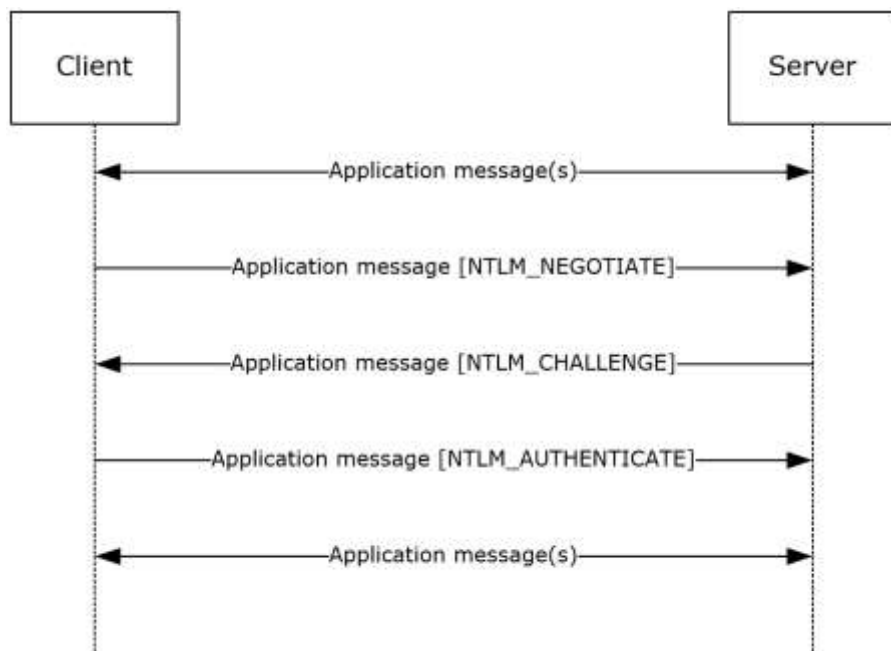 Client
Server
Application message(s)
Application message [NTLM_NEGOTIATE]
Application message [NTLM_CHALLENGE]
Application message [NTLM_AUTHENTICATE]
Application message(s)